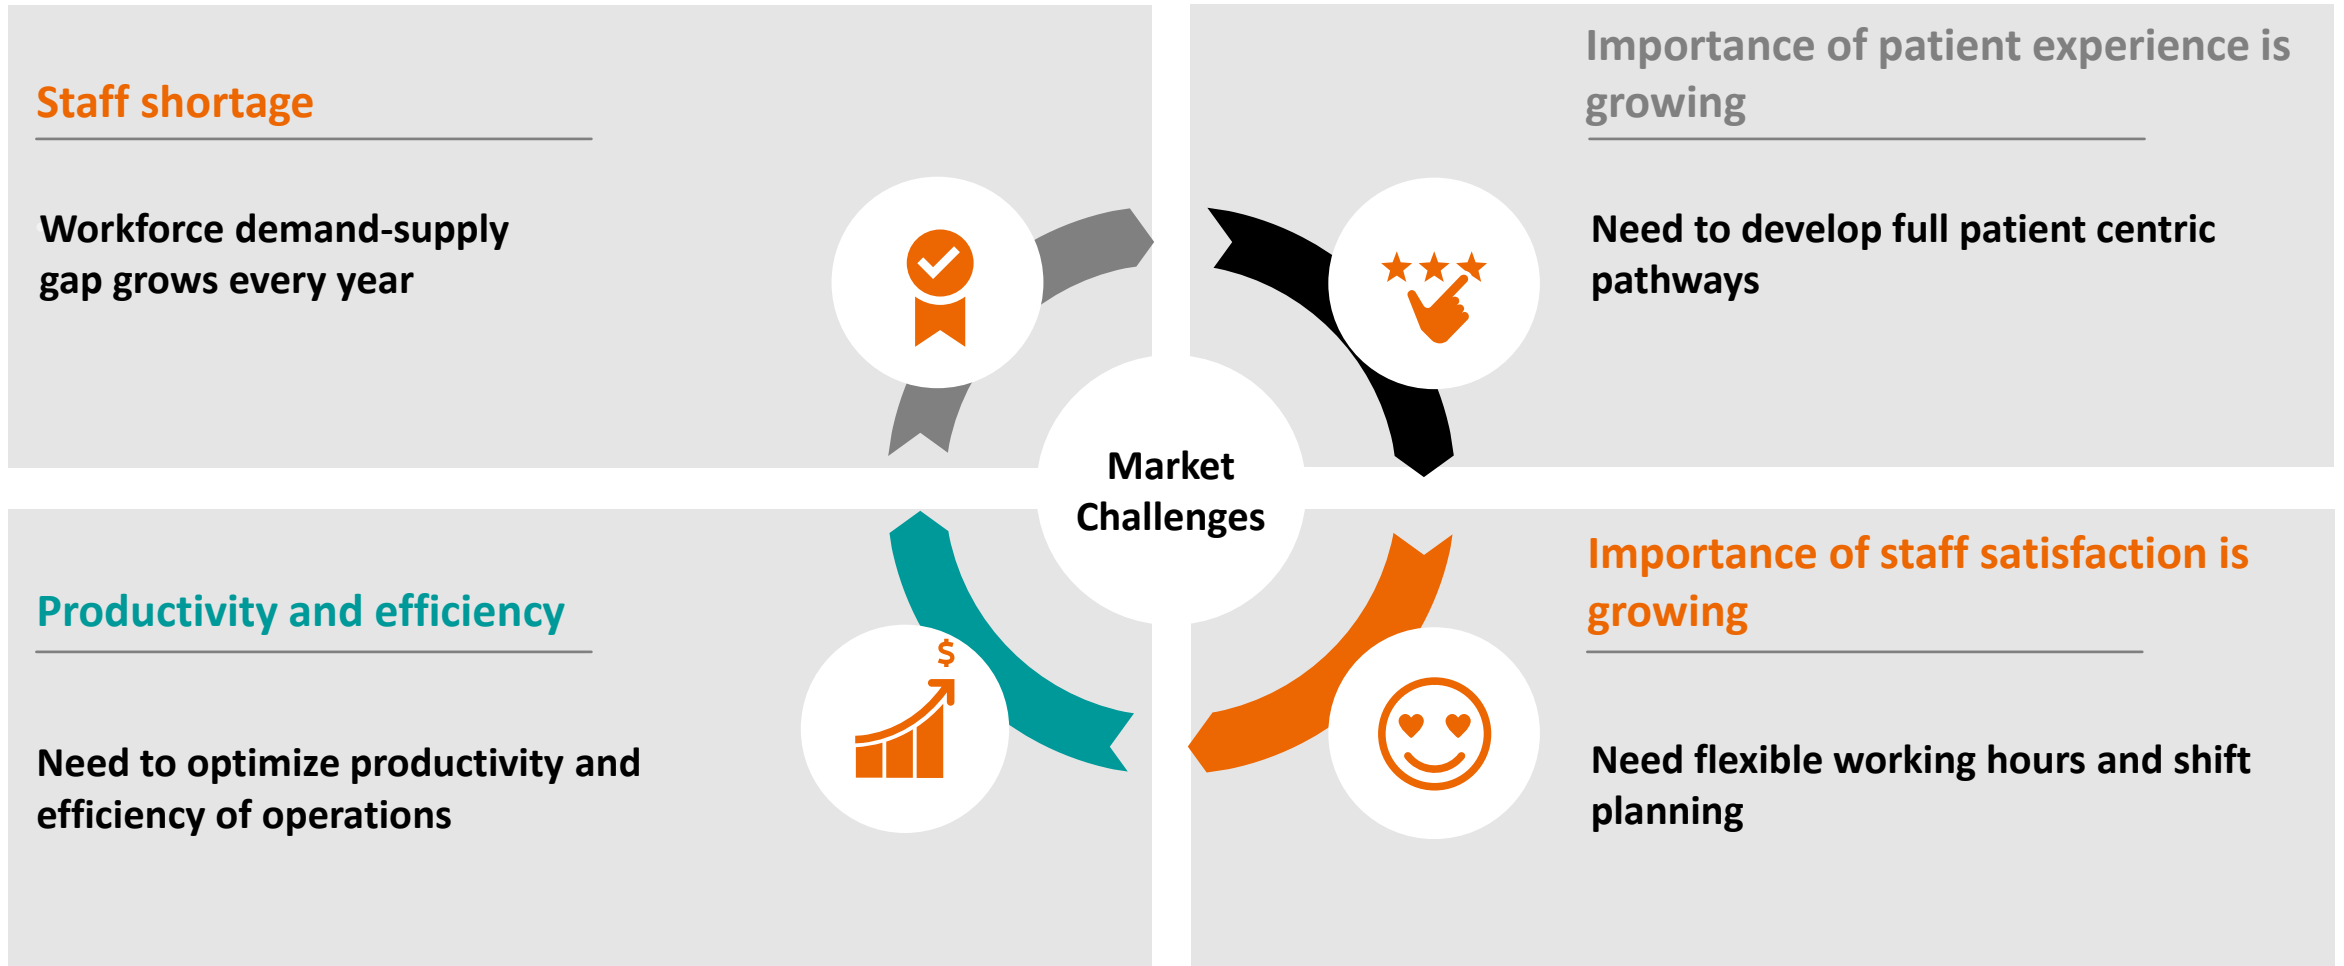 Staff shortage
Workforce demand-supply
gap grows every year
Importance of patient experience is
growing
Need to develop full patient centric
pathways
Market
Challenges
Productivity and efficiency
$
Need to optimize productivity and
efficiency of operations
Importance of staff satisfaction is
growing
Need flexible working hours and shift
planning